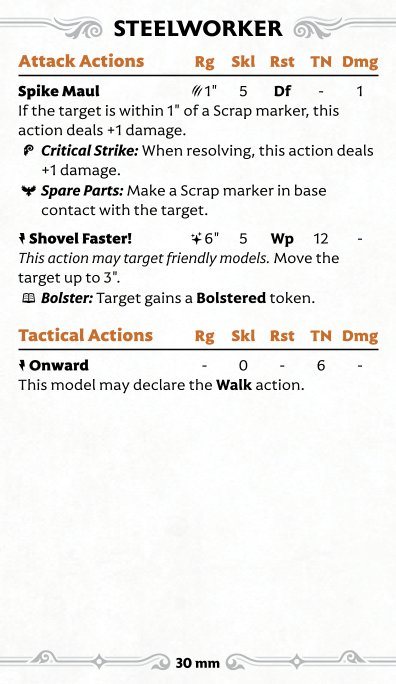 STEELWORKER
Attack Actions Rg Skl Rst TN Dmg
Spike Maul 1" 5 Df - 1
If the target is within 1" of a Scrap marker, this
action deals +1 damage.
Critical Strike: When resolving, this action deals
+1 damage.
Spare Parts: Make a Scrap marker in base
contact with the target.
Shovel Faster! 6" 5 Wp 12 -
This action may target friendly models. Move the
target up to 3".
Bolster: Target gains a Bolstered token.
Tactical Actions Rg Skl Rst TN Dmg
Onward - 0 - 6 -
This model may declare the Walk action.
30 mm